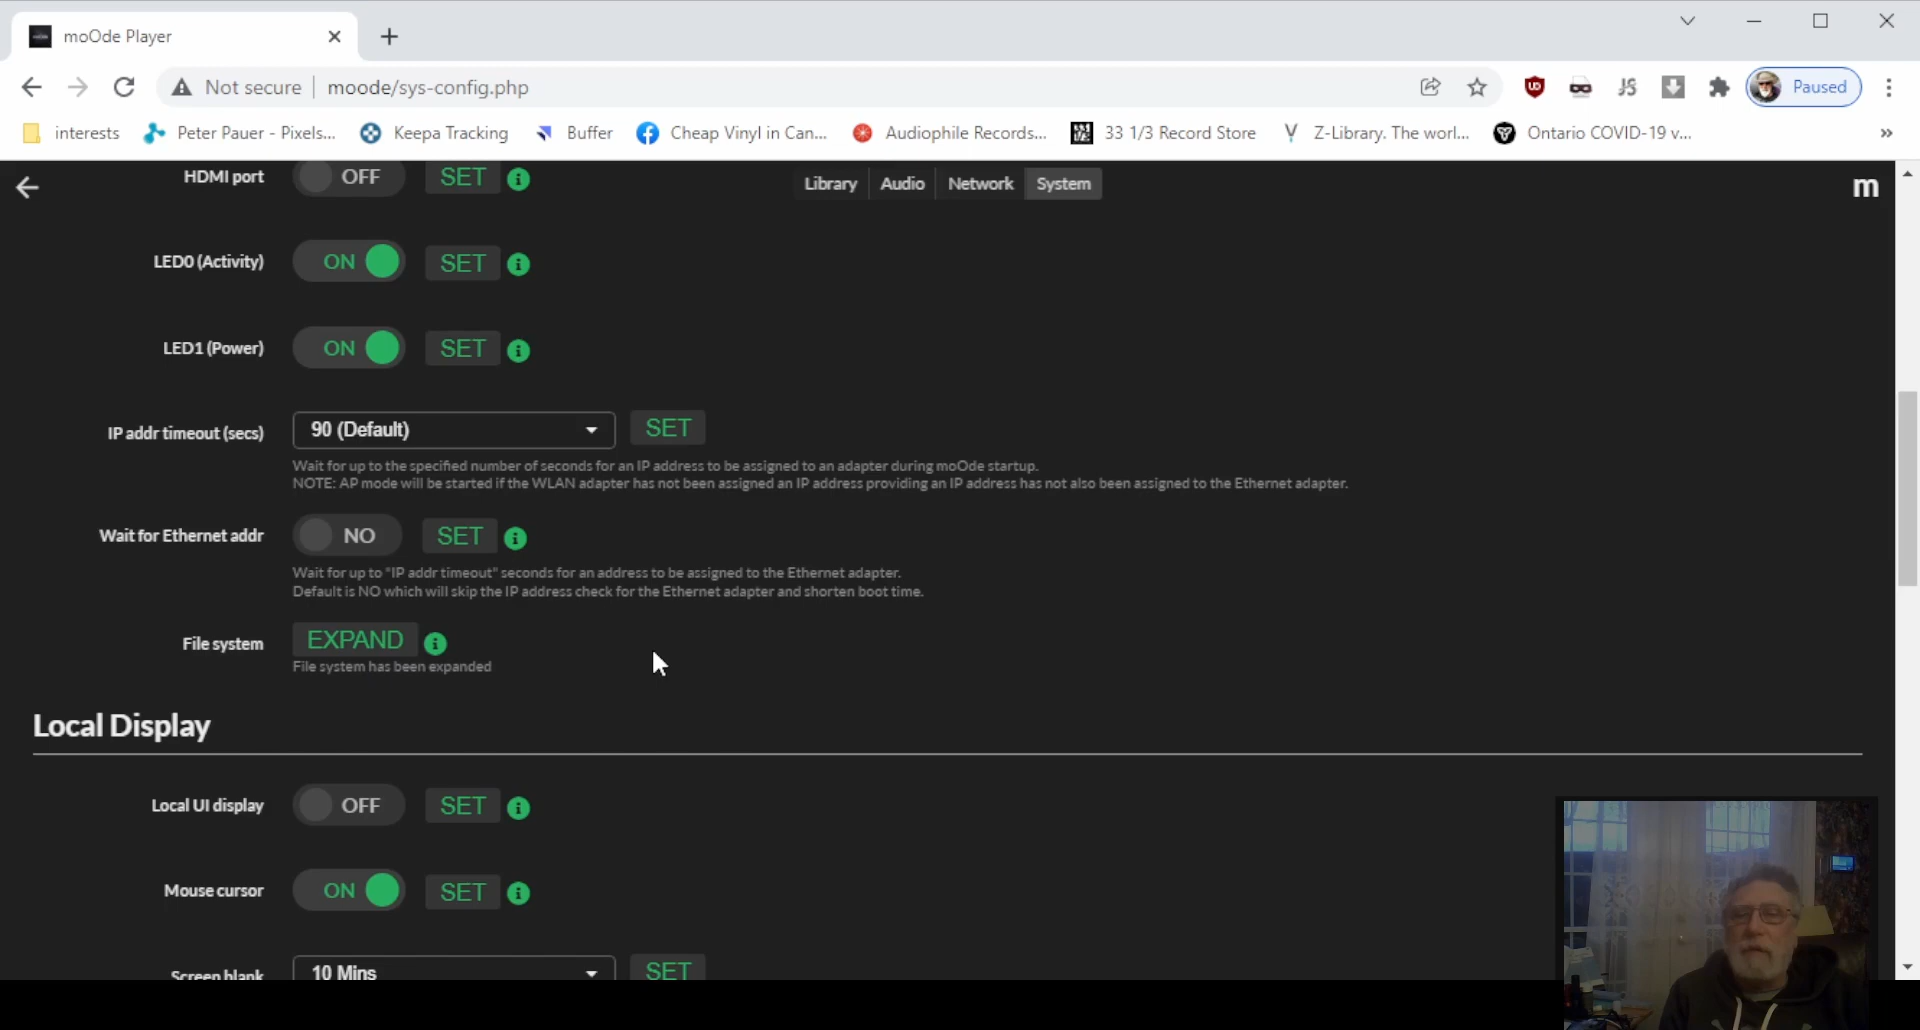 moOde Player
Not secure
moode/sys-config.php
JS
Paused
interests
Peter Pauer - Pixels...
Keepa Tracking
Buffer
Cheap Vinyl in Can...
Audiophile Records...
33 1/3 Record Store
Z-Library. The worl...
Ontario COVID-19 v...
»
HDMI port OFF SET
Library Audio Network System
m
LED0 (Activity) ON SET
LED1 (Power) ON SET
IP addr timeout (secs) 90 (Default) SET
Wait for up to the specified number of seconds for an IP address to be assigned to an adapter during moOde startup.
NOTE: AP mode will be started if the WLAN adapter has not been assigned an IP address providing an IP address has not also been assigned to the Ethernet adapter.
Wait for Ethernet addr NO SET
Wait for up to "IP addr timeout" seconds for an address to be assigned to the Ethernet adapter.
Default is NO which will skip the IP address check for the Ethernet adapter and shorten boot time.
File system EXPAND
File system has been expanded
Local Display
Local UI display OFF SET
Mouse cursor ON SET
Screen blank 10 Mins SET